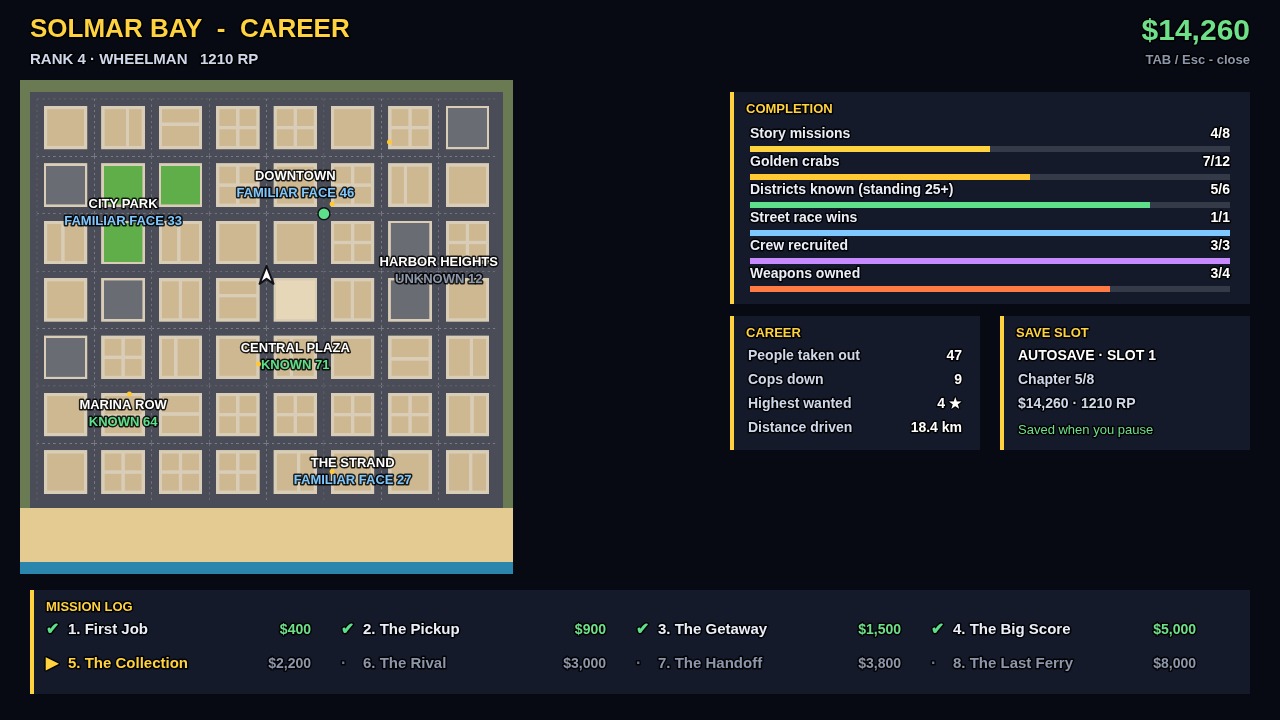 SOLMAR BAY  -  CAREER
$14,260
RANK 4 · WHEELMAN   1210 RP
TAB / Esc - close
DOWNTOWN
FAMILIAR FACE 46
CITY PARK
FAMILIAR FACE 33
HARBOR HEIGHTS
UNKNOWN 12
CENTRAL PLAZA
KNOWN 71
MARINA ROW
KNOWN 64
THE STRAND
FAMILIAR FACE 27
COMPLETION
Story missions 4/8
Golden crabs 7/12
Districts known (standing 25+) 5/6
Street race wins 1/1
Crew recruited 3/3
Weapons owned 3/4
CAREER
People taken out 47
Cops down 9
Highest wanted 4 ★
Distance driven 18.4 km
SAVE SLOT
AUTOSAVE · SLOT 1
Chapter 5/8
$14,260 · 1210 RP
Saved when you pause
MISSION LOG
✔ 1. First Job $400 ✔ 2. The Pickup $900 ✔ 3. The Getaway $1,500 ✔ 4. The Big Score $5,000
▶ 5. The Collection $2,200 · 6. The Rival $3,000 · 7. The Handoff $3,800 · 8. The Last Ferry $8,000